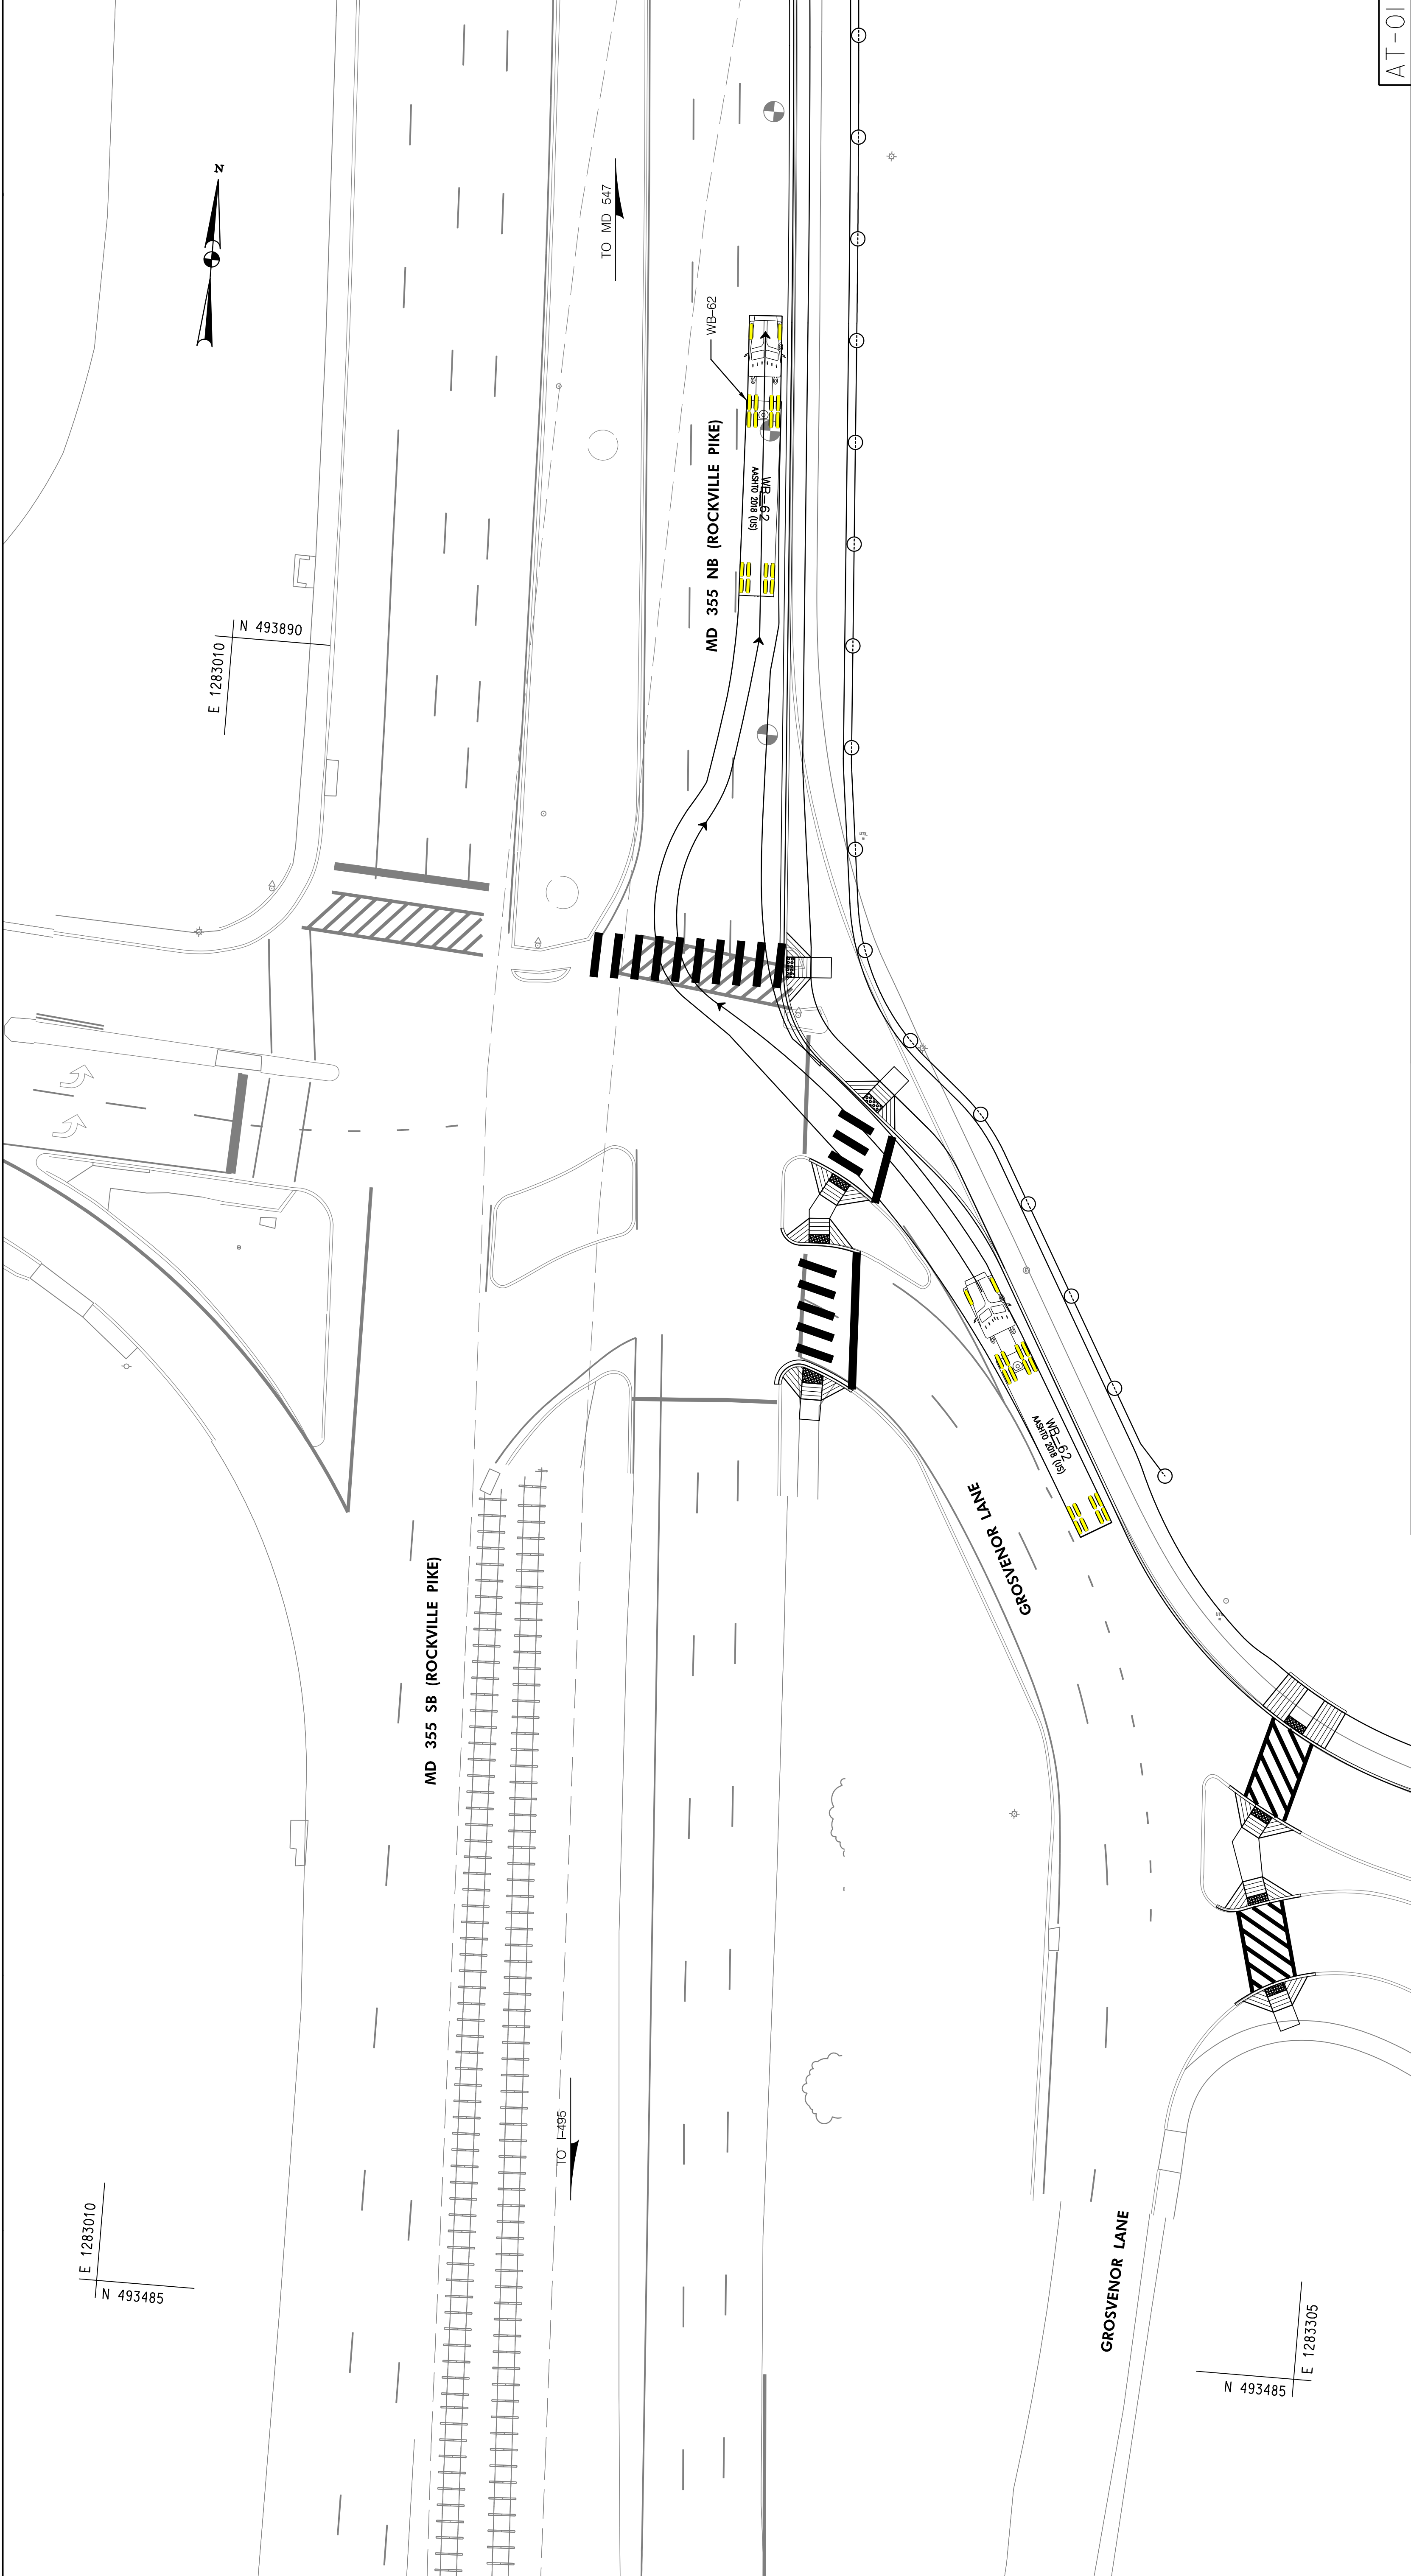 AT-01
N
TO MD 547
WB-62
MD 355 NB (ROCKVILLE PIKE)
WB-62
AASHTO 2018 (US)
N 493890
E 1283010
UTIL
WB-62
AASHTO 2018 (US)
GROSVENOR LANE
MD 355 SB (ROCKVILLE PIKE)
TO I-495
E 1283010
N 493485
GROSVENOR LANE
E 1283305
N 493485